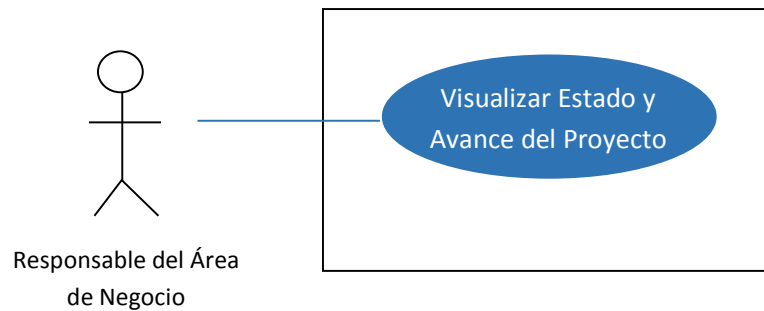 Visualizar Estado y
Avance del Proyecto
Responsable del Área
de Negocio